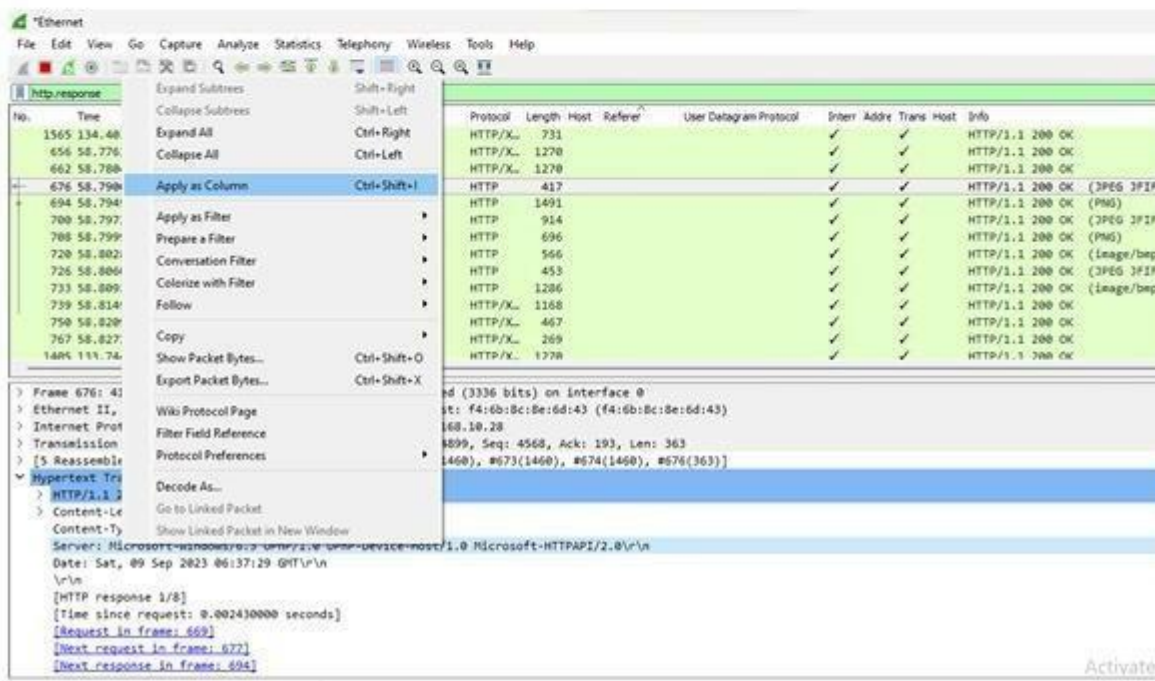 *Ethernet
File Edit View Go Capture Analyze Statistics Telephony Wireless Tools Help
http.response
No. Time Protocol Length Host Referer User Datagram Protocol Interr Addre Trans Host Info
1565 134.40 HTTP/X… 731 HTTP/1.1 200 OK
656 58.776 HTTP/X… 1270 HTTP/1.1 200 OK
662 58.780 HTTP/X… 1270 HTTP/1.1 200 OK
676 58.790 HTTP 417 HTTP/1.1 200 OK (JPEG JFIF
694 58.794 HTTP 1491 HTTP/1.1 200 OK (PNG)
700 58.797 HTTP 914 HTTP/1.1 200 OK (JPEG JFIF
708 58.799 HTTP 696 HTTP/1.1 200 OK (PNG)
720 58.802 HTTP 566 HTTP/1.1 200 OK (image/bmp
726 58.806 HTTP 453 HTTP/1.1 200 OK (JPEG JFIF
733 58.809 HTTP 1286 HTTP/1.1 200 OK (image/bmp
739 58.814 HTTP/X… 1168 HTTP/1.1 200 OK
750 58.820 HTTP/X… 467 HTTP/1.1 200 OK
767 58.827 HTTP/X… 269 HTTP/1.1 200 OK
1405 133.74 HTTP/X… 1270 HTTP/1.1 200 OK
Expand Subtrees Shift+Right
Collapse Subtrees Shift+Left
Expand All Ctrl+Right
Collapse All Ctrl+Left
Apply as Column Ctrl+Shift+I
Apply as Filter
Prepare a Filter
Conversation Filter
Colorize with Filter
Follow
Copy
Show Packet Bytes... Ctrl+Shift+O
Export Packet Bytes... Ctrl+Shift+X
Wiki Protocol Page
Filter Field Reference
Protocol Preferences
Decode As...
Go to Linked Packet
Show Linked Packet in New Window
Frame 676: 41 ed (3336 bits) on interface 0
Ethernet II, st: f4:6b:8c:8e:6d:43 (f4:6b:8c:8e:6d:43)
Internet Prot 168.10.28
Transmission 4899, Seq: 4568, Ack: 193, Len: 363
[5 Reassemble 1460), #673(1460), #674(1460), #676(363)]
Hypertext Tra
HTTP/1.1 2
Content-Le
Content-Ty
Server: Microsoft-Windows/6.3 UPnP/1.0 UPnP-Device-Host/1.0 Microsoft-HTTPAPI/2.0\r\n
Date: Sat, 09 Sep 2023 06:37:29 GMT\r\n
\r\n
[HTTP response 1/8]
[Time since request: 0.002430000 seconds]
[Request in frame: 669]
[Next request in frame: 677]
[Next response in frame: 694]
Activate